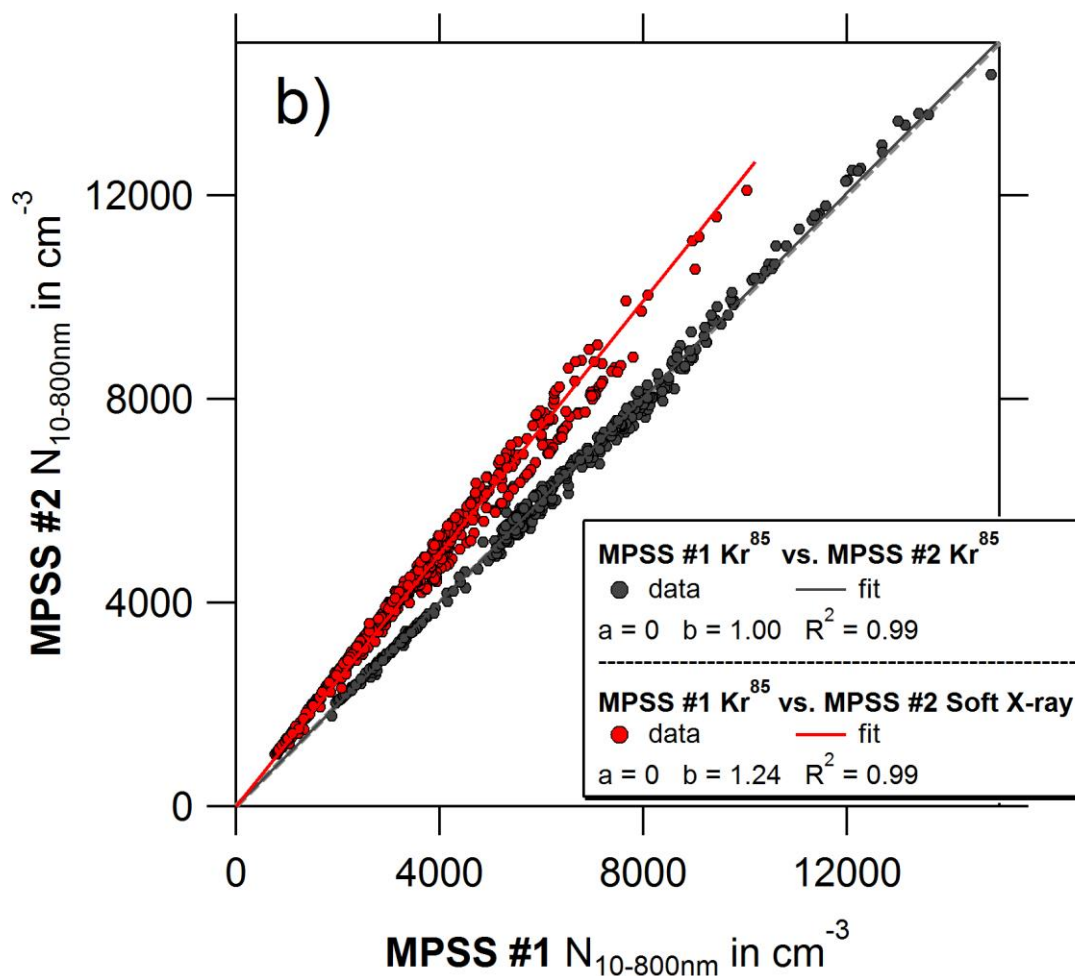 b)
12000
8000
4000
0
MPSS #2 N10-800nm in cm-3
MPSS #1 Kr85 vs. MPSS #2 Kr85
data fit
a = 0 b = 1.00 R2 = 0.99
MPSS #1 Kr85 vs. MPSS #2 Soft X-ray
data fit
a = 0 b = 1.24 R2 = 0.99
0 4000 8000 12000
MPSS #1 N10-800nm in cm-3